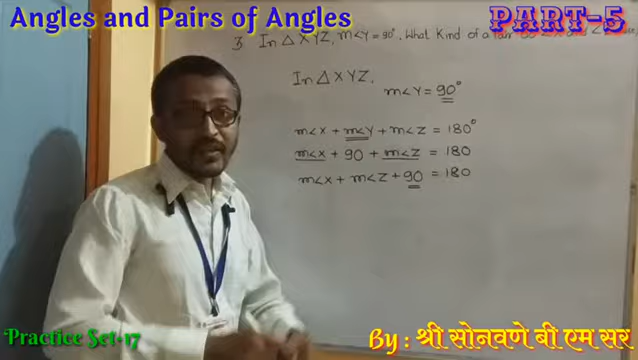 Angles and Pairs of Angles
PART-5
3. In △ XYZ, m<Y = 90°. What kind of a pair
In △ XYZ,
m<Y = 90°
m<X + m<Y + m<Z = 180°
m<X + 90 + m<Z = 180
m<X + m<Z + 90 = 180
Practice Set-17
By : श्री सोनवणे बी एम सर